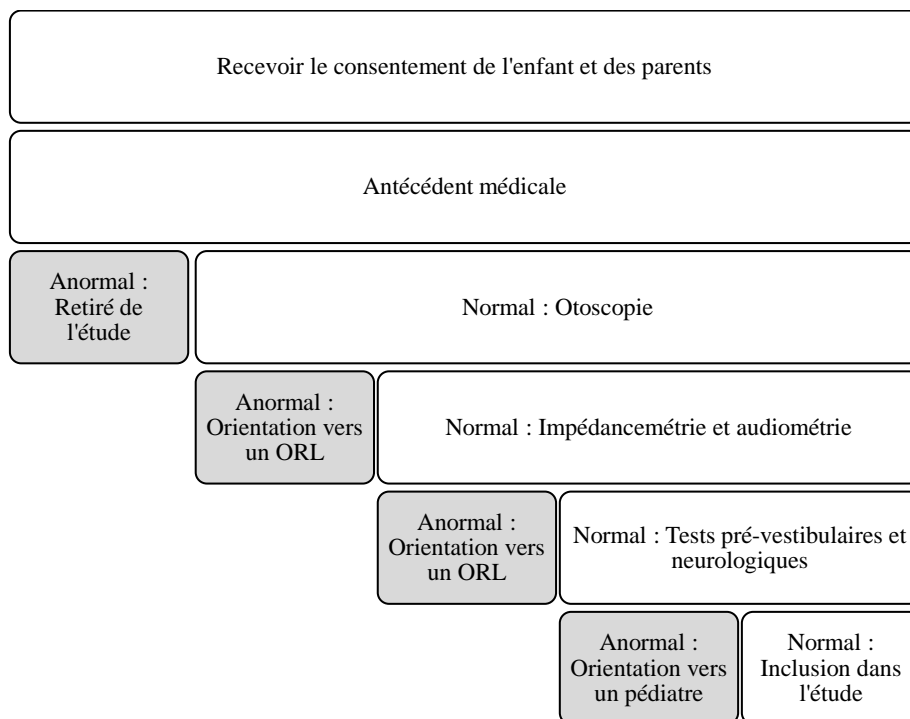 Recevoir le consentement de l'enfant et des parents
Antécédent médicale
Anormal :
Retiré de
l'étude
Normal : Otoscopie
Anormal :
Orientation vers
un ORL
Normal : Impédancemétrie et audiométrie
Anormal :
Orientation vers
un ORL
Normal : Tests pré-vestibulaires et
neurologiques
Anormal :
Orientation vers
un pédiatre
Normal :
Inclusion dans
l'étude